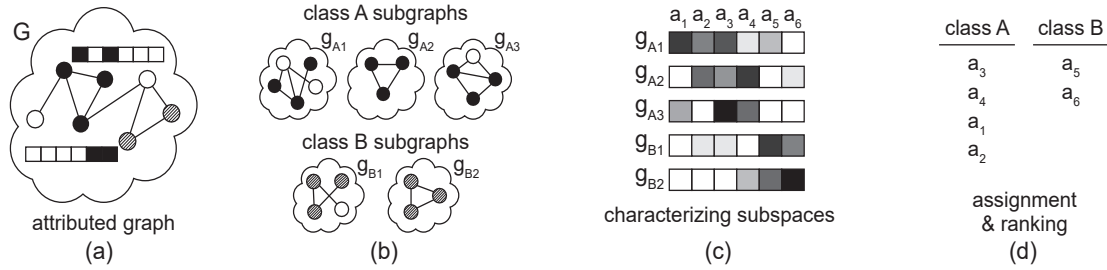 G
attributed graph
(a)
class A subgraphs
g_A1 g_A2 g_A3
class B subgraphs
g_B1 g_B2
(b)
a_1 a_2 a_3 a_4 a_5 a_6
g_A1
g_A2
g_A3
g_B1
g_B2
characterizing subspaces
(c)
class A class B
a_3 a_5
a_4 a_6
a_1
a_2
assignment
& ranking
(d)